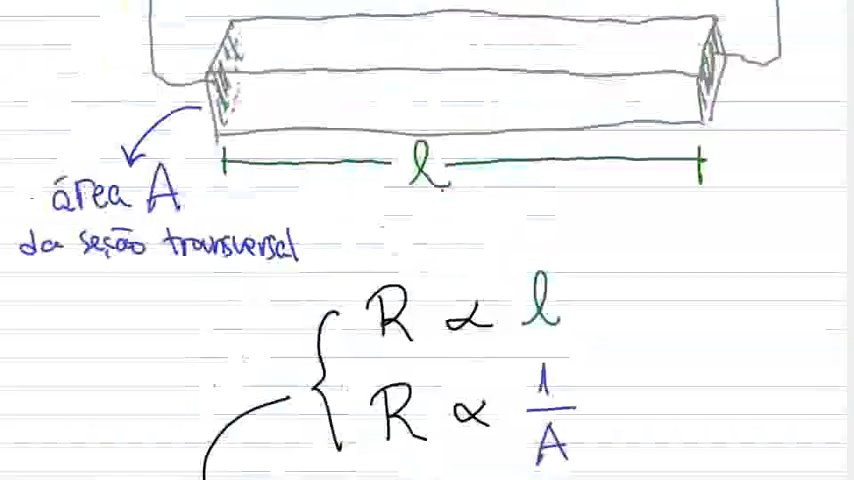 l
área A
da seção transversal
R ∝ l
R ∝ 1/A